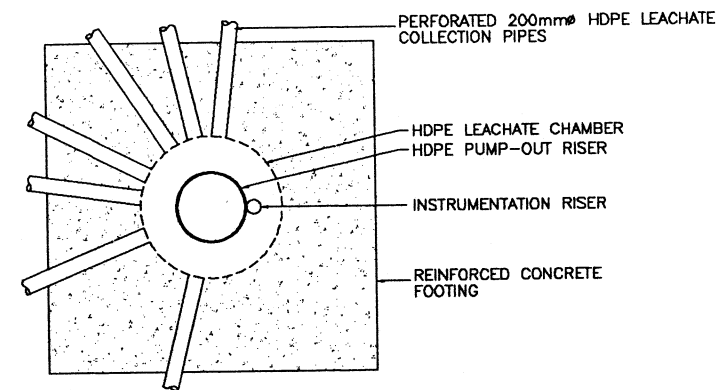 PERFORATED 200mmø HDPE LEACHATE
COLLECTION PIPES
HDPE LEACHATE CHAMBER
HDPE PUMP-OUT RISER
INSTRUMENTATION RISER
REINFORCED CONCRETE
FOOTING